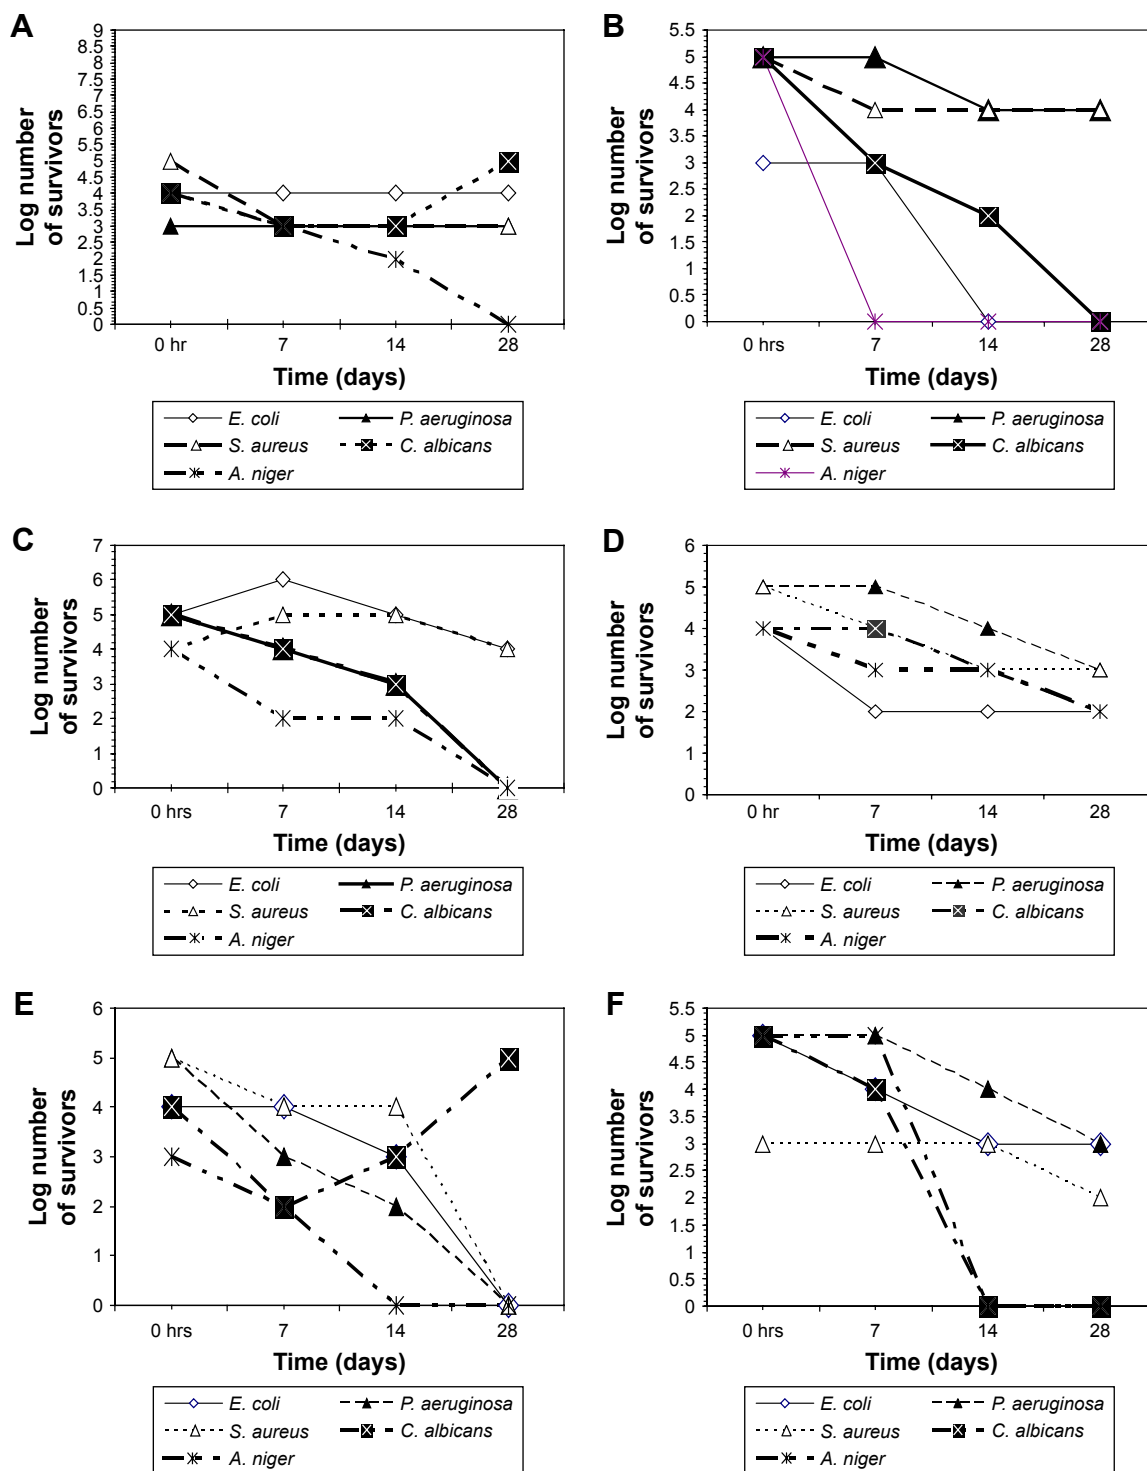 A
Log number
of survivors
9
8.5
8
7.5
7
6.5
6
5.5
5
4.5
4
3.5
3
2.5
2
1.5
1
0.5
0
0 hr 7 14 28
Time (days)
E. coli P. aeruginosa
S. aureus C. albicans
A. niger
B
Log number
of survivors
5.5
5
4.5
4
3.5
3
2.5
2
1.5
1
0.5
0
0 hrs 7 14 28
Time (days)
E. coli P. aeruginosa
S. aureus C. albicans
A. niger
C
Log number
of survivors
7
6
5
4
3
2
1
0
0 hrs 7 14 28
Time (days)
E. coli P. aeruginosa
S. aureus C. albicans
A. niger
D
Log number
of survivors
6
5
4
3
2
1
0
0 hr 7 14 28
Time (days)
E. coli P. aeruginosa
S. aureus C. albicans
A. niger
E
Log number
of survivors
6
5
4
3
2
1
0
0 hrs 7 14 28
Time (days)
E. coli P. aeruginosa
S. aureus C. albicans
A. niger
F
Log number
of survivors
5.5
5
4.5
4
3.5
3
2.5
2
1.5
1
0.5
0
0 hrs 7 14 28
Time (days)
E. coli P. aeruginosa
S. aureus C. albicans
A. niger